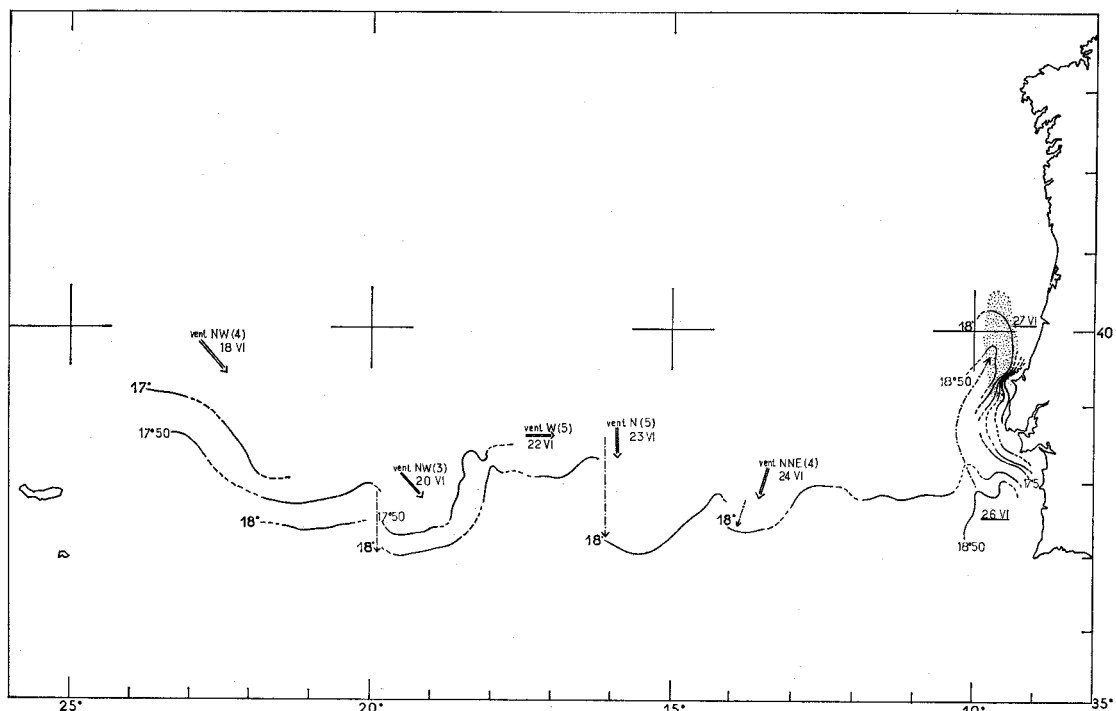 vent NW(4)
18 VI
17°
17°50
vent W(5)
22 VI
vent N(5)
23 VI
vent NW(3)
20 VI
vent NNE(4)
24 VI
17°50
18°
18°
18
18°
18°
27 VI
40
18°50
17°5
26 VI
18°50
25°
20°
15°
10°
35°